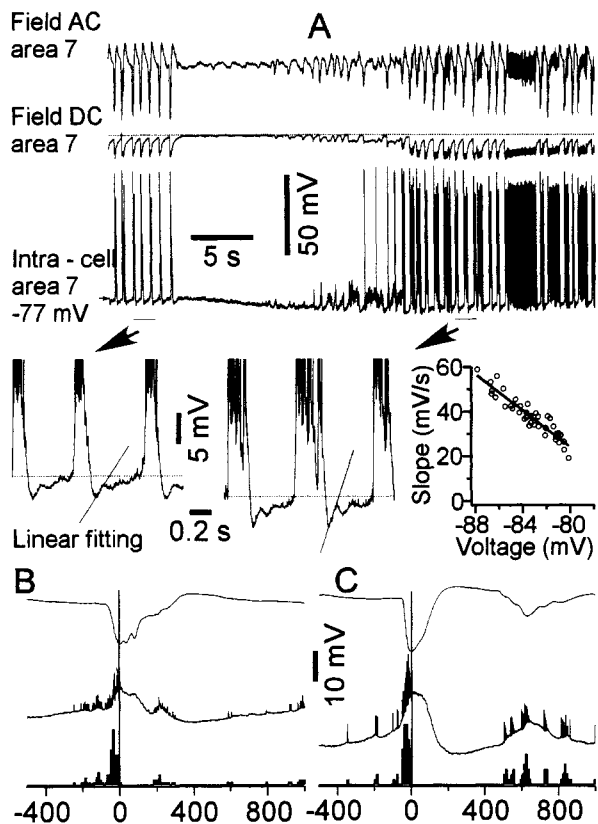 Field AC
area 7
A
Field DC
area 7
5 s
50 mV
Intra - cell
area 7
-77 mV
5 mV
0.2 s
Linear fitting
Slope (mV/s)
60
40
20
0
-88 -84 -80
Voltage (mV)
B
C
10 mV
-400 0 400 800
-400 0 400 800